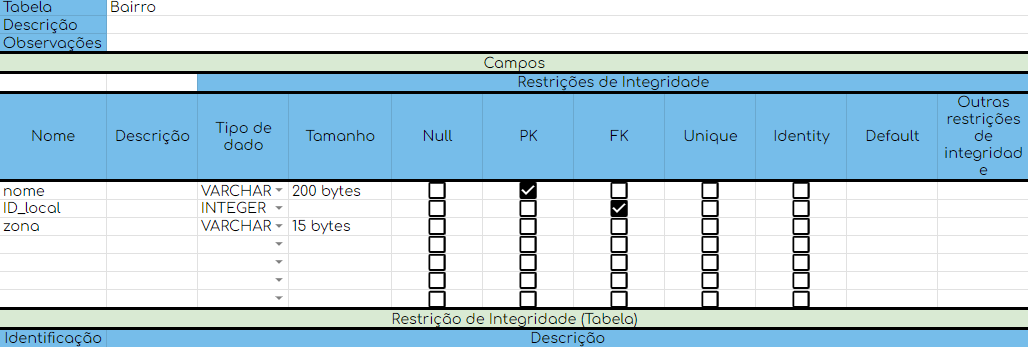 Tabela Bairro
Descrição
Observações
Campos
Restrições de Integridade
Nome Descrição Tipo de dado Tamanho Null PK FK Unique Identity Default Outras restrições de integridade
nome VARCHAR 200 bytes
ID_local INTEGER
zona VARCHAR 15 bytes
Restrição de Integridade (Tabela)
Identificação Descrição